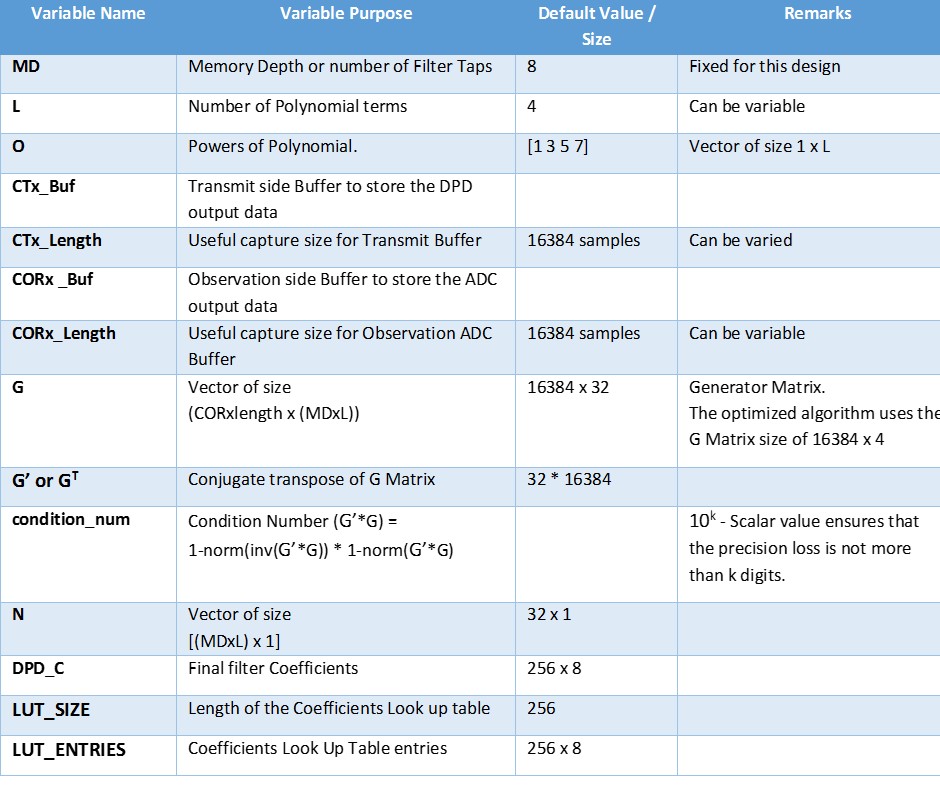 Variable Name Variable Purpose Default Value / Size Remarks
MD Memory Depth or number of Filter Taps 8 Fixed for this design
L Number of Polynomial terms 4 Can be variable
O Powers of Polynomial. [1 3 5 7] Vector of size 1 x L
CTx_Buf Transmit side Buffer to store the DPD
output data
CTx_Length Useful capture size for Transmit Buffer 16384 samples Can be varied
CORx _Buf Observation side Buffer to store the ADC
output data
CORx_Length Useful capture size for Observation ADC
Buffer 16384 samples Can be variable
G Vector of size
(CORxlength x (MDxL)) 16384 x 32 Generator Matrix.
The optimized algorithm uses the
G Matrix size of 16384 x 4
G’ or Gᵀ Conjugate transpose of G Matrix 32 * 16384
condition_num Condition Number (G’*G) =
1-norm(inv(G’*G)) * 1-norm(G’*G) 10ᵏ - Scalar value ensures that
the precision loss is not more
than k digits.
N Vector of size
[(MDxL) x 1] 32 x 1
DPD_C Final filter Coefficients 256 x 8
LUT_SIZE Length of the Coefficients Look up table 256
LUT_ENTRIES Coefficients Look Up Table entries 256 x 8